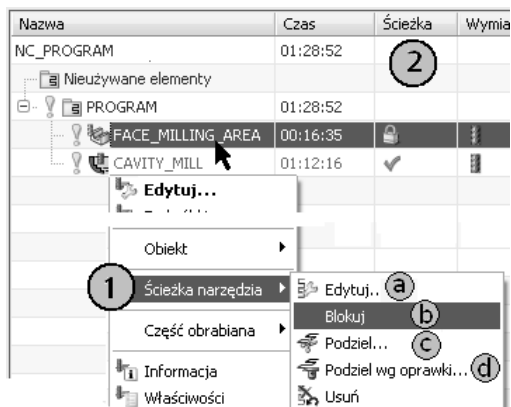 Nazwa Czas Ścieżka Wymia
NC_PROGRAM 01:28:52 2
Nieużywane elementy
PROGRAM 01:28:52
FACE_MILLING_AREA 00:16:35
CAVITY_MILL 01:12:16
Edytuj...
Obiekt
1 Ścieżka narzędzia
Edytuj.. a
Blokuj b
Część obrabiana
Podziel... c
Podziel wg oprawki... d
Informacja
Usuń
Właściwości